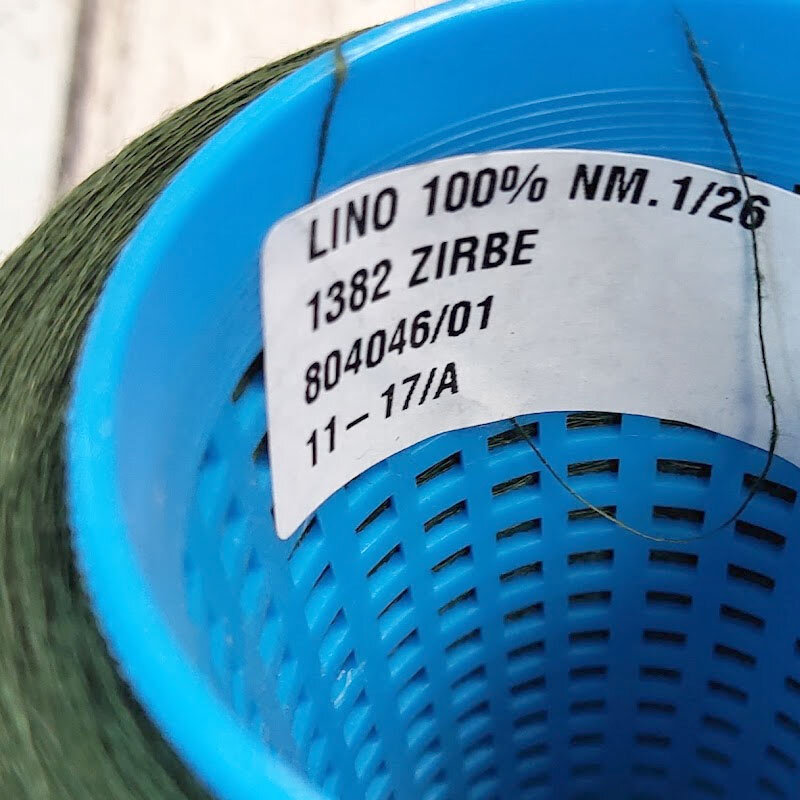 LINO 100% NM. 1/26
1382 ZIRBE
804046/01
11-17/A